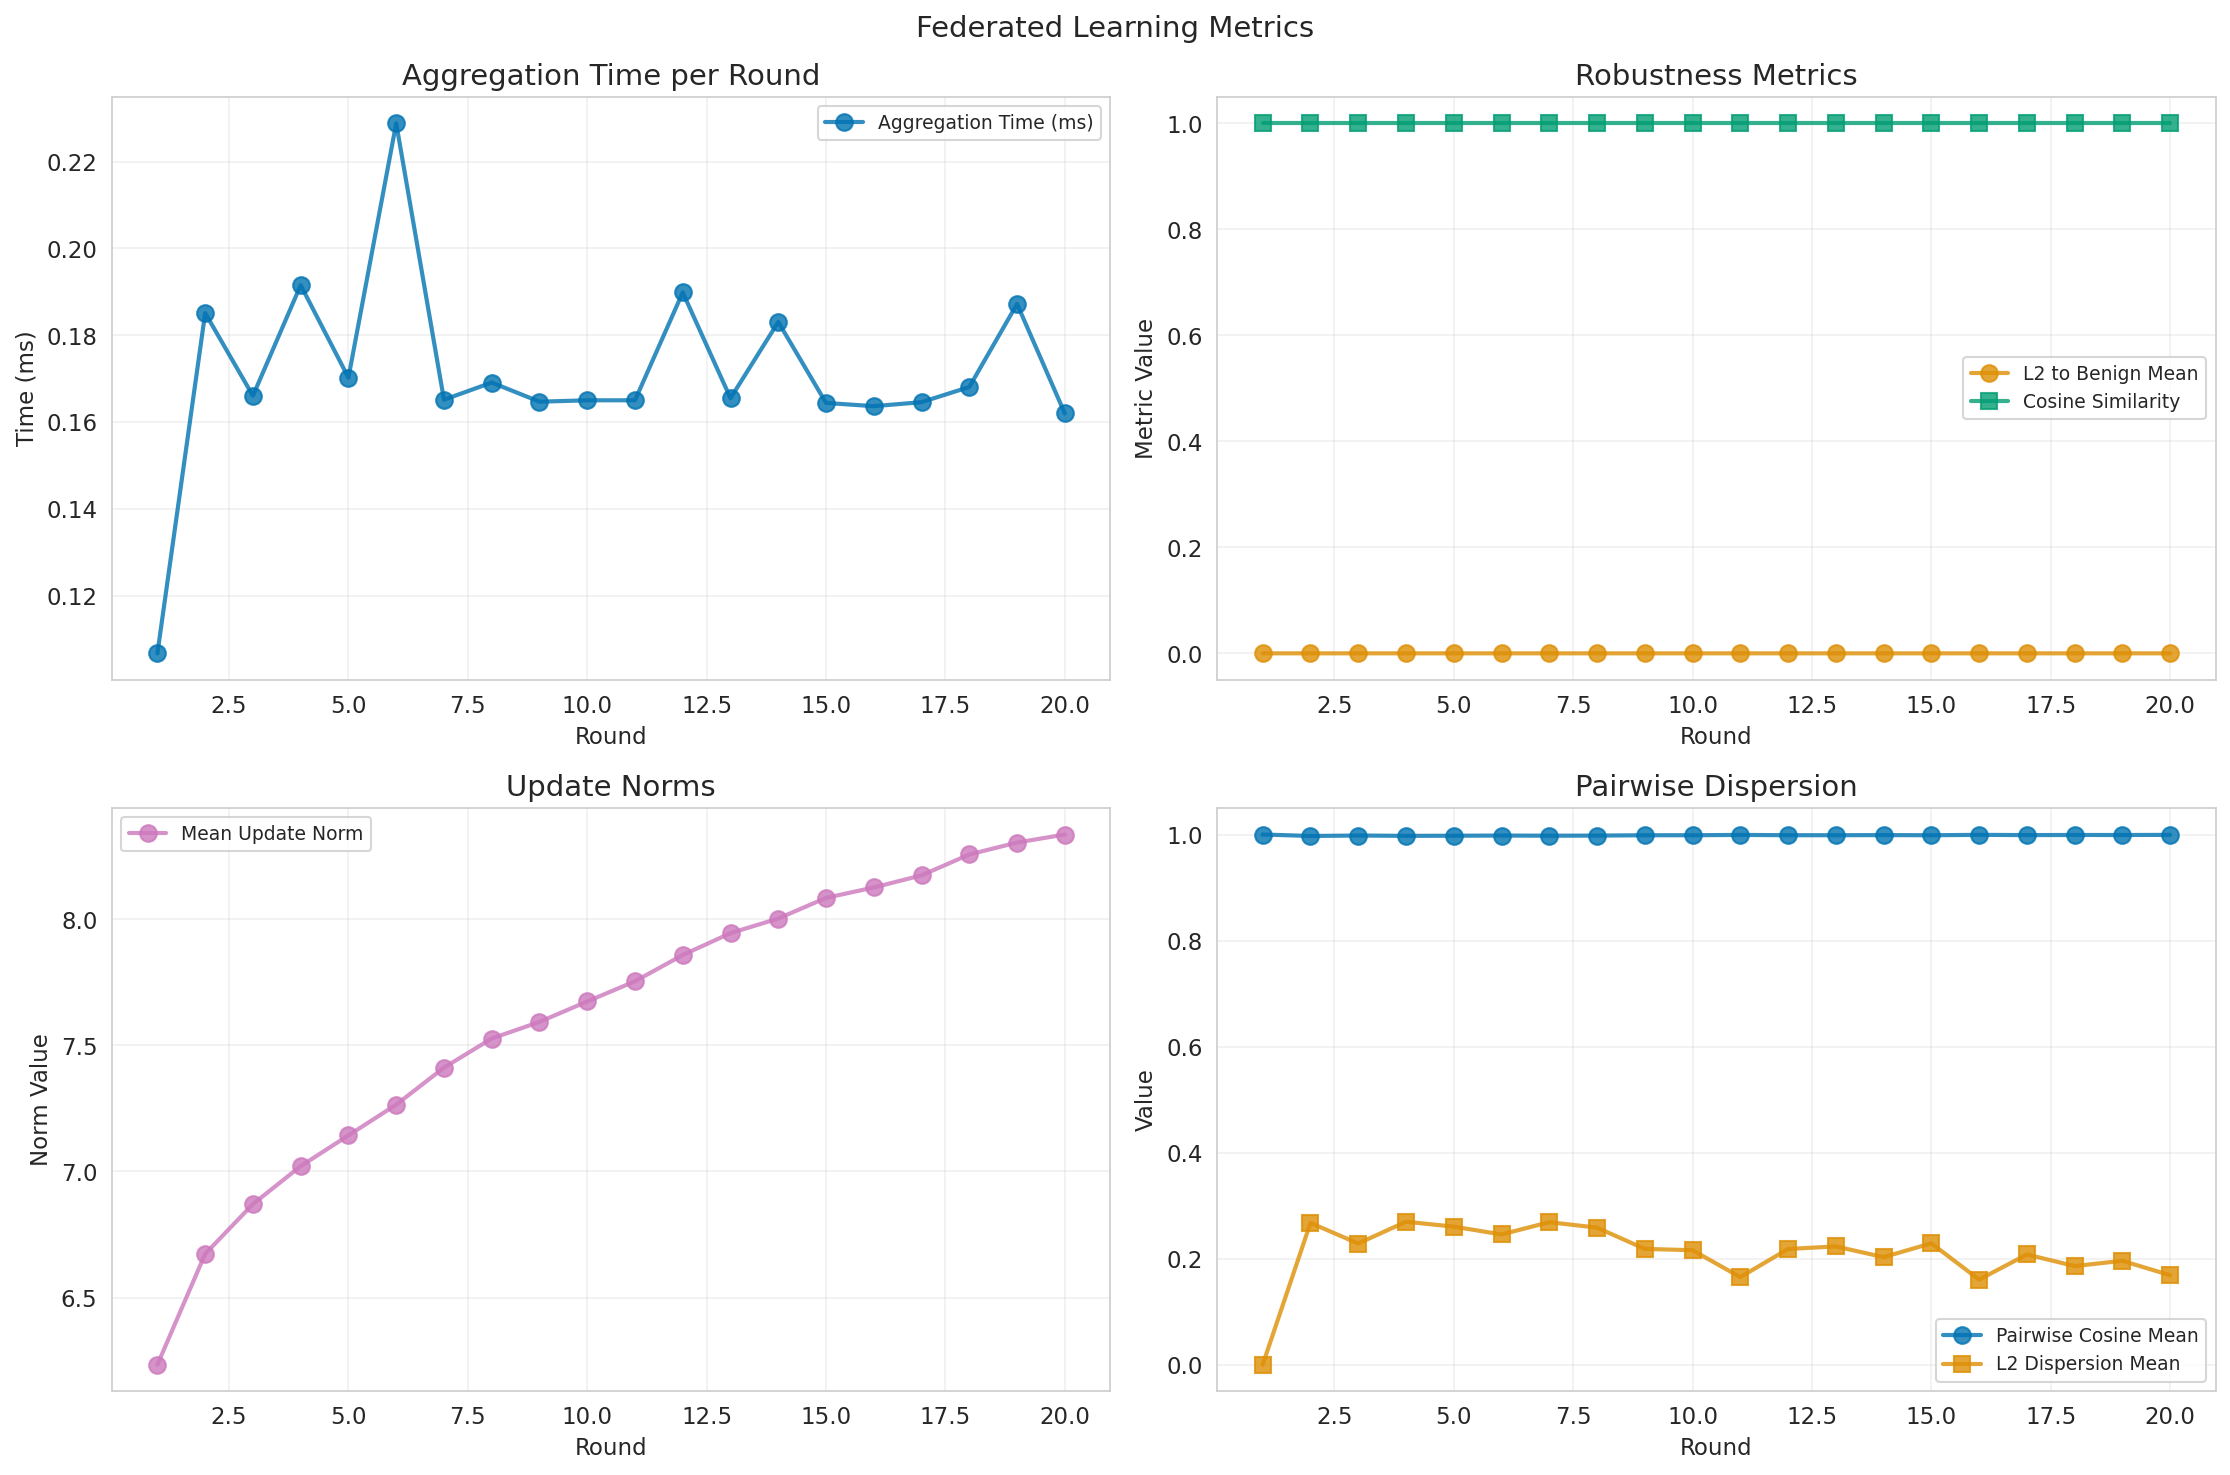 Federated Learning Metrics
Aggregation Time per Round
Aggregation Time (ms)
Time (ms)
0.22
0.20
0.18
0.16
0.14
0.12
2.5 5.0 7.5 10.0 12.5 15.0 17.5 20.0
Round
Robustness Metrics
Metric Value
1.0
0.8
0.6
0.4
0.2
0.0
L2 to Benign Mean
Cosine Similarity
2.5 5.0 7.5 10.0 12.5 15.0 17.5 20.0
Round
Update Norms
Mean Update Norm
Norm Value
8.0
7.5
7.0
6.5
2.5 5.0 7.5 10.0 12.5 15.0 17.5 20.0
Round
Pairwise Dispersion
Value
1.0
0.8
0.6
0.4
0.2
0.0
Pairwise Cosine Mean
L2 Dispersion Mean
2.5 5.0 7.5 10.0 12.5 15.0 17.5 20.0
Round